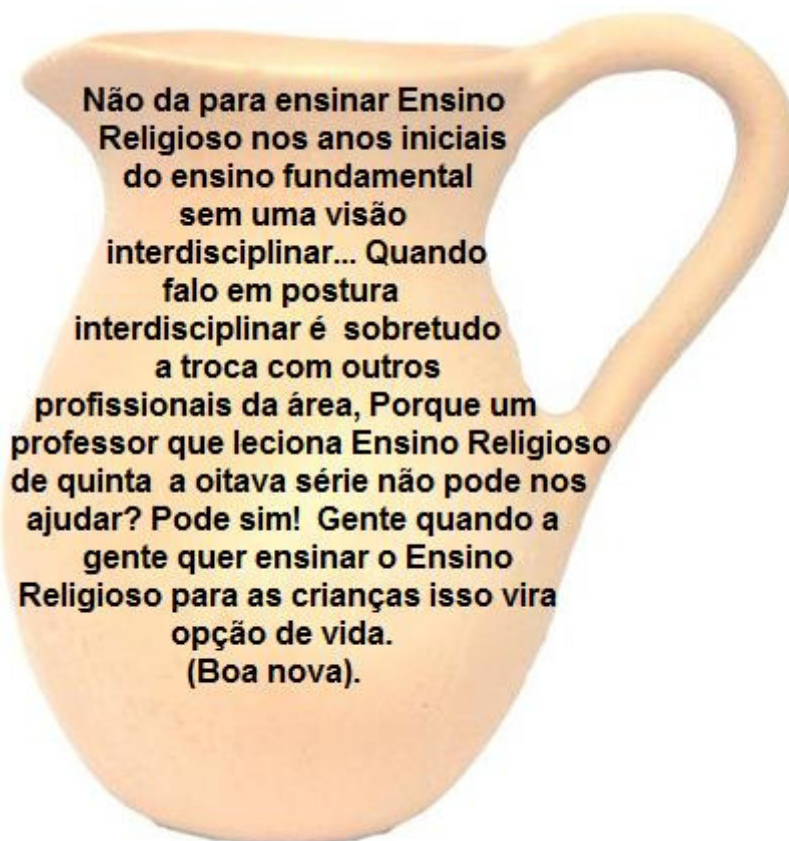 Não da para ensinar Ensino
Religioso nos anos iniciais
do ensino fundamental
sem uma visão
interdisciplinar... Quando
falo em postura
interdisciplinar é sobretudo
a troca com outros
profissionais da área, Porque um
professor que leciona Ensino Religioso
de quinta a oitava série não pode nos
ajudar? Pode sim! Gente quando a
gente quer ensinar o Ensino
Religioso para as crianças isso vira
opção de vida.
(Boa nova).